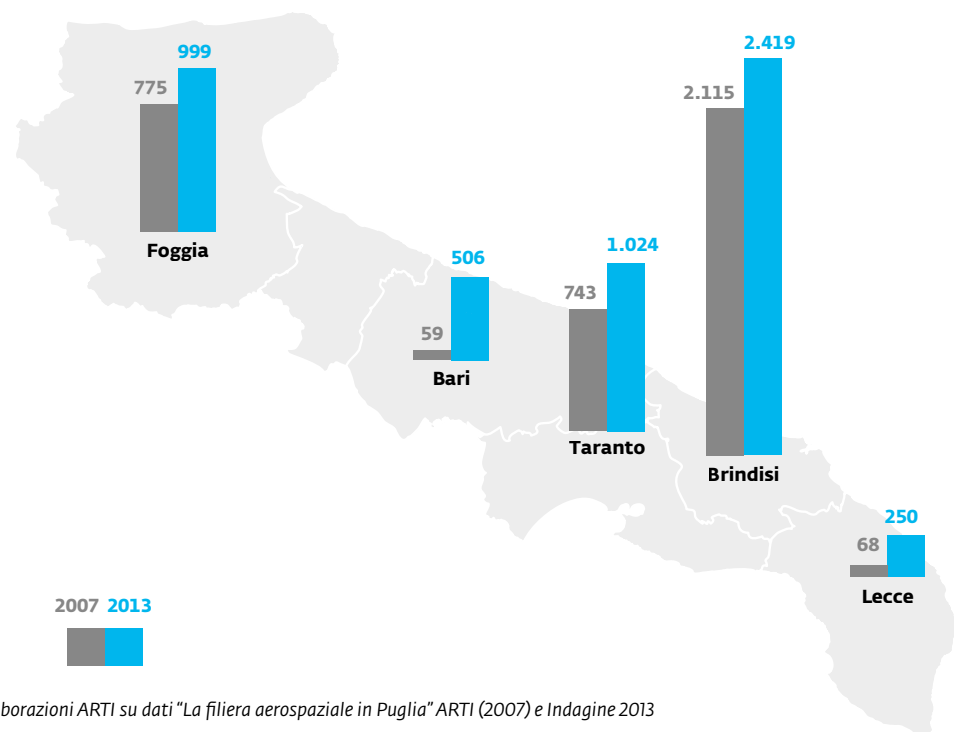 999
775
Foggia
2.419
2.115
Brindisi
506
59
Bari
1.024
743
Taranto
250
68
Lecce
2007 2013
borazioni ARTI su dati “La filiera aerospaziale in Puglia” ARTI (2007) e Indagine 2013